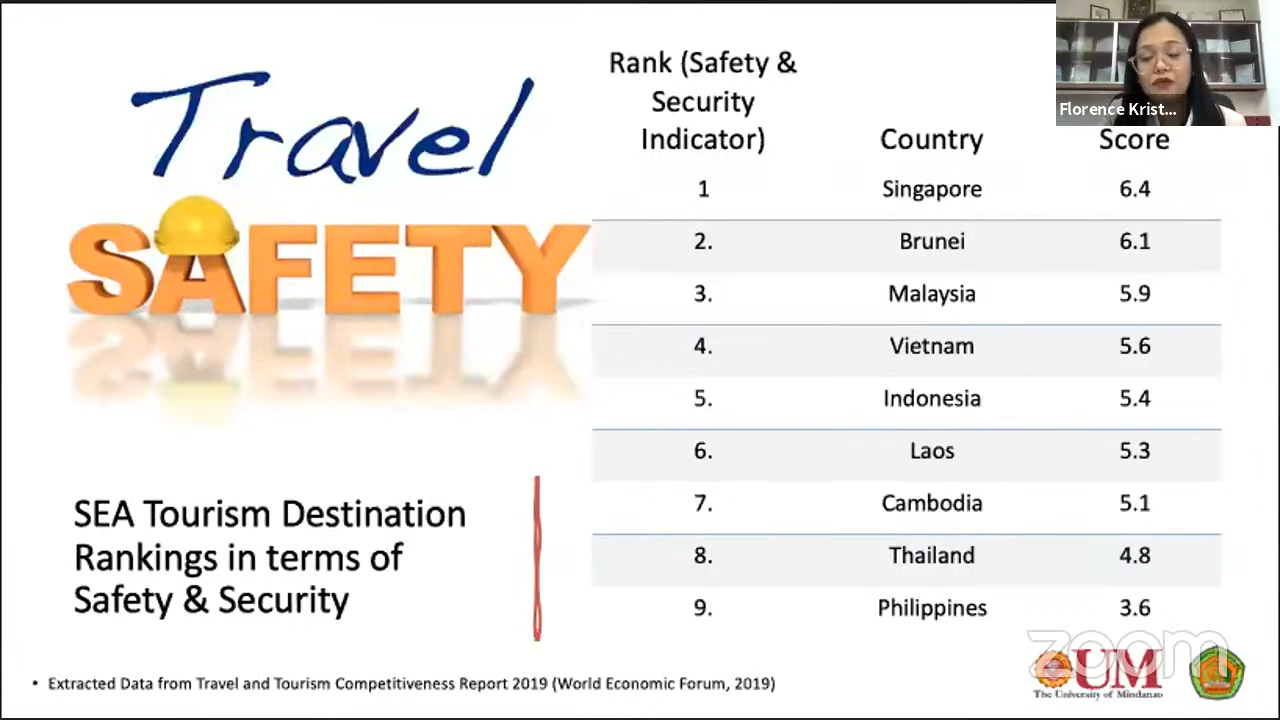 Travel
SAFETY
SEA Tourism Destination
Rankings in terms of
Safety & Security
Rank (Safety &
Security
Indicator) Country Score
1 Singapore 6.4
2. Brunei 6.1
3. Malaysia 5.9
4. Vietnam 5.6
5. Indonesia 5.4
6. Laos 5.3
7. Cambodia 5.1
8. Thailand 4.8
9. Philippines 3.6
• Extracted Data from Travel and Tourism Competitiveness Report 2019 (World Economic Forum, 2019)
Florence Krist...
zoom
UM
The University of Mindanao